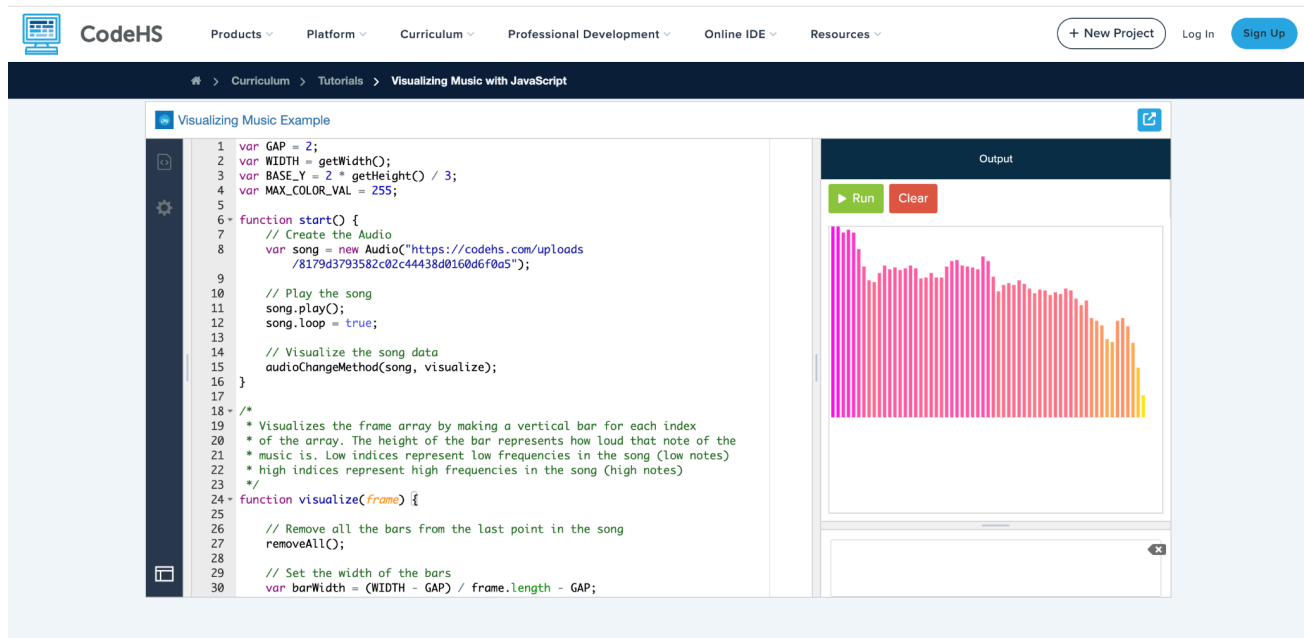 CodeHS
Products
Platform
Curriculum
Professional Development
Online IDE
Resources
+ New Project
Log In
Sign Up
> Curriculum > Tutorials > Visualizing Music with JavaScript
Visualizing Music Example
1 var GAP = 2;
2 var WIDTH = getWidth();
3 var BASE_Y = 2 * getHeight() / 3;
4 var MAX_COLOR_VAL = 255;
5
6 function start() {
7 // Create the Audio
8 var song = new Audio("https://codehs.com/uploads
/8179d3793582c02c44438d0160d6f0a5");
9
10 // Play the song
11 song.play();
12 song.loop = true;
13
14 // Visualize the song data
15 audioChangeMethod(song, visualize);
16 }
17
18 /*
19 * Visualizes the frame array by making a vertical bar for each index
20 * of the array. The height of the bar represents how loud that note of the
21 * music is. Low indices represent low frequencies in the song (low notes)
22 * high indices represent high frequencies in the song (high notes)
23 */
24 function visualize(frame) {
25
26 // Remove all the bars from the last point in the song
27 removeAll();
28
29 // Set the width of the bars
30 var barWidth = (WIDTH - GAP) / frame.length - GAP;
Output
Run
Clear